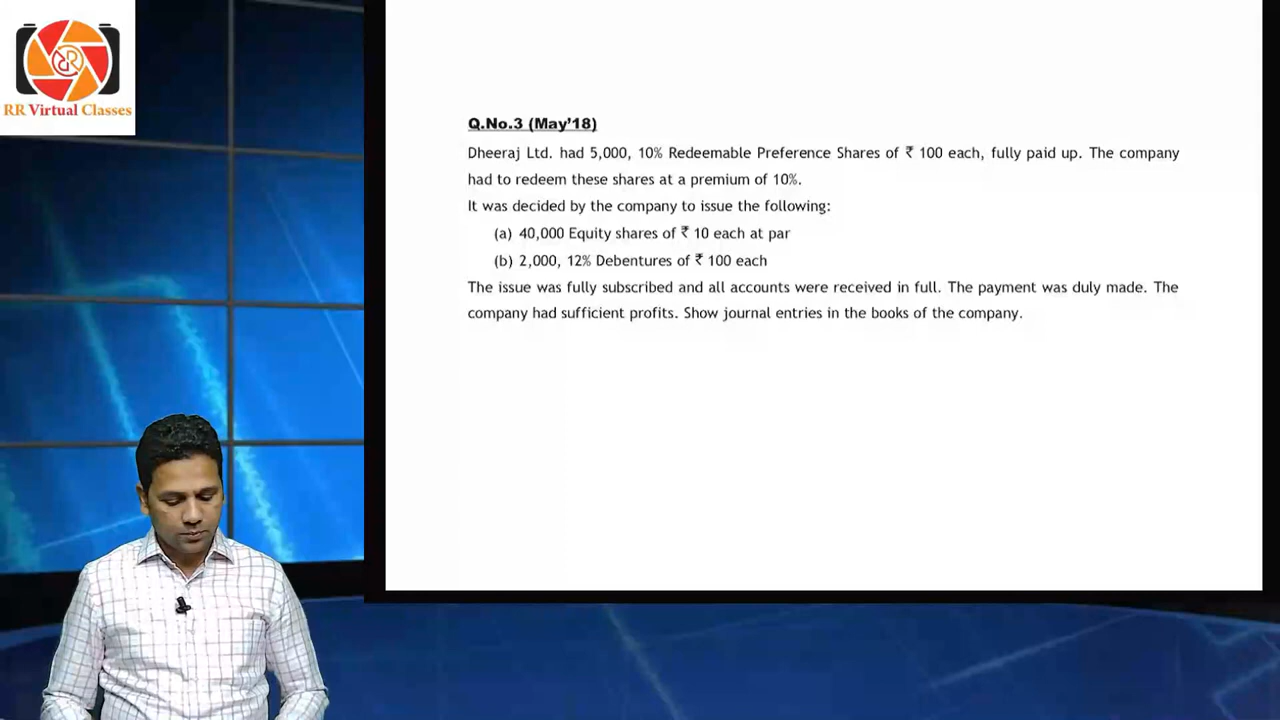 RR Virtual Classes
Q.No.3 (May'18)
Dheeraj Ltd. had 5,000, 10% Redeemable Preference Shares of ₹ 100 each, fully paid up. The company
had to redeem these shares at a premium of 10%.
It was decided by the company to issue the following:
(a) 40,000 Equity shares of ₹ 10 each at par
(b) 2,000, 12% Debentures of ₹ 100 each
The issue was fully subscribed and all accounts were received in full. The payment was duly made. The
company had sufficient profits. Show journal entries in the books of the company.